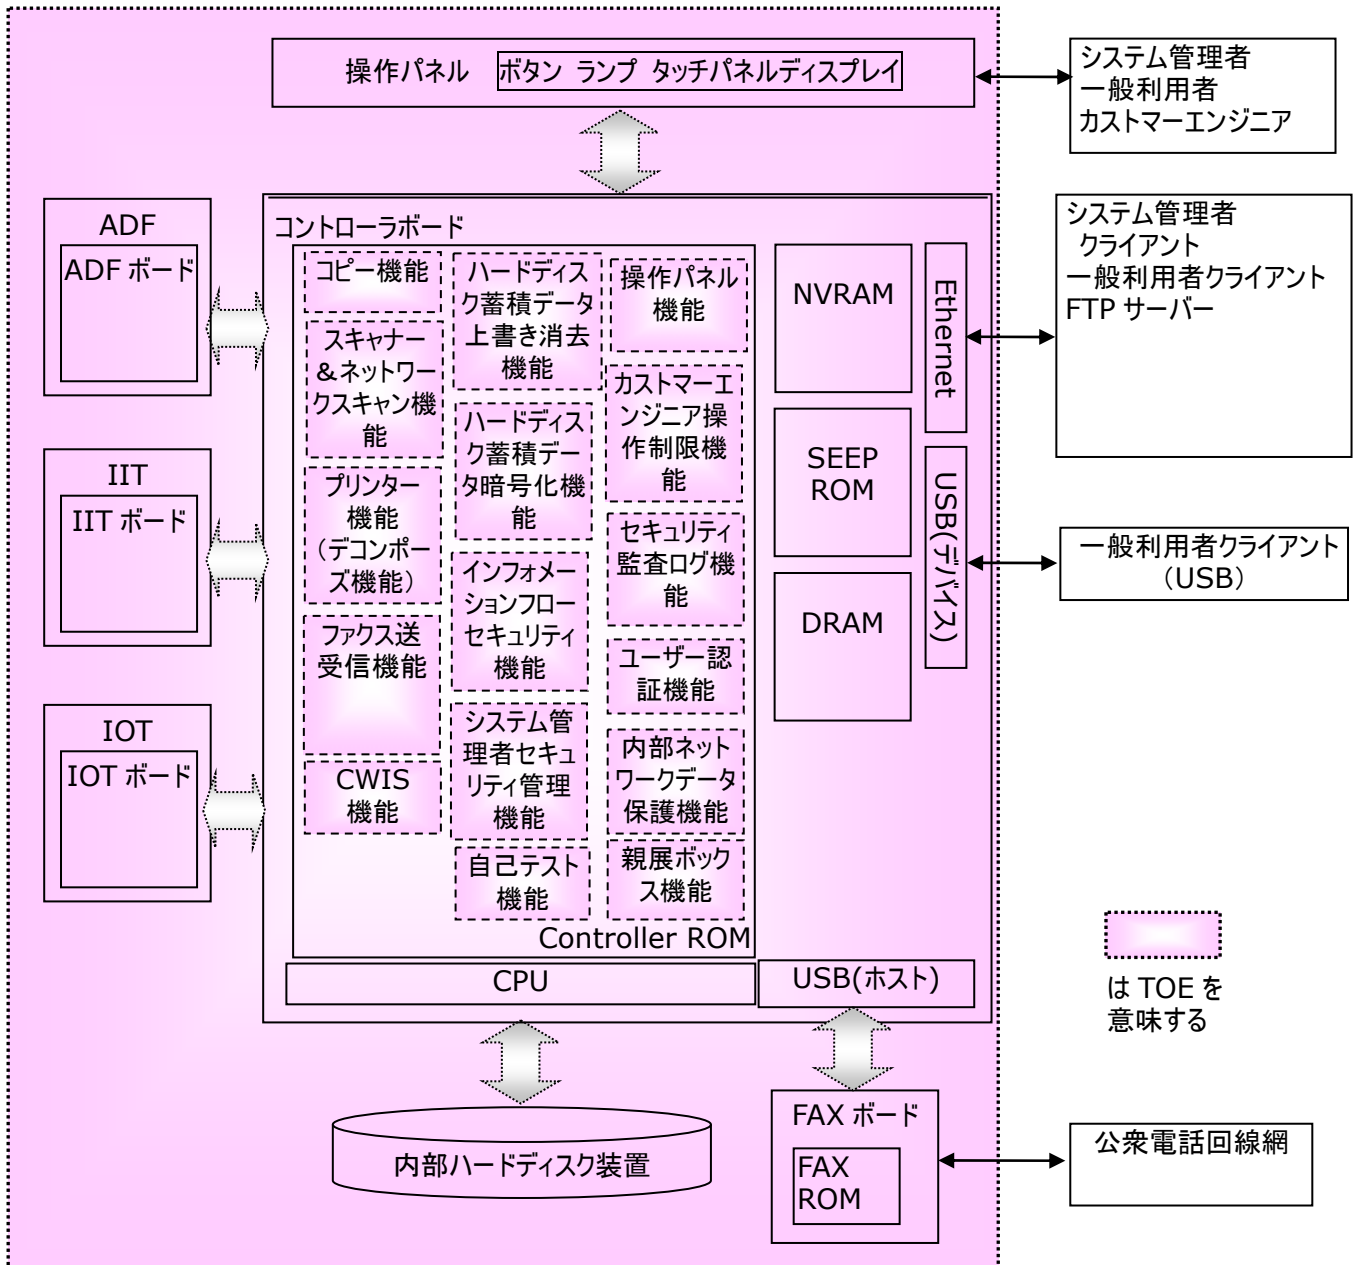 操作パネル ボタン ランプ タッチパネルディスプレイ
システム管理者
一般利用者
カストマーエンジニア
ADF
ADF ボード
IIT
IIT ボード
IOT
IOT ボード
コントローラボード
コピー機能
スキャナー
＆ネットワー
クスキャン機
能
プリンター
機能
（デコンポー
ズ機能）
ファクス送
受信機能
CWIS
機能
ハードディス
ク蓄積データ
上書き消去
機能
ハードディス
ク蓄積デー
タ暗号化機
能
インフォメー
ションフロー
セキュリティ
機能
システム管
理者セキュ
リティ管理
機能
自己テスト
機能
操作パネル
機能
カストマーエ
ンジニア操
作制限機
能
セキュリティ
監査ログ機
能
ユーザー認
証機能
内部ネット
ワークデータ
保護機能
親展ボック
ス機能
Controller ROM
CPU
NVRAM
SEEP
ROM
DRAM
Ethernet
USB(デバイス)
USB(ホスト)
システム管理者
クライアント
一般利用者クライアント
FTP サーバー
一般利用者クライアント
（USB）
は TOE を
意味する
内部ハードディスク装置
FAX ボード
FAX
ROM
公衆電話回線網